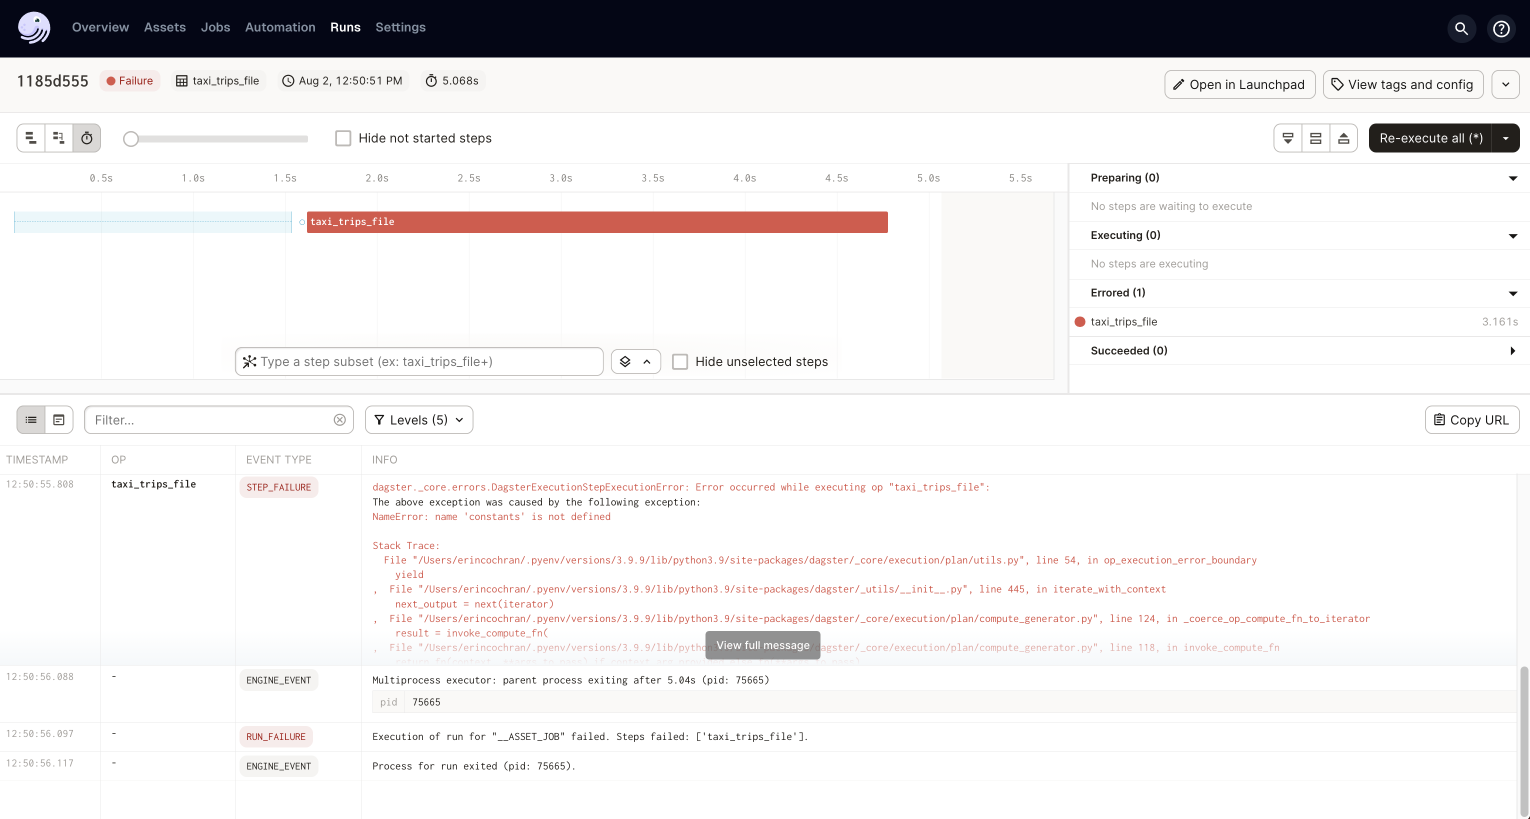 Overview Assets Jobs Automation Runs Settings
1185d555 Failure taxi_trips_file Aug 2, 12:50:51 PM 5.068s
Open in Launchpad View tags and config
Hide not started steps
Re-execute all (*)
0.5s 1.0s 1.5s 2.0s 2.5s 3.0s 3.5s 4.0s 4.5s 5.0s 5.5s
taxi_trips_file
Type a step subset (ex: taxi_trips_file+)
Hide unselected steps
Preparing (0)
No steps are waiting to execute
Executing (0)
No steps are executing
Errored (1)
taxi_trips_file 3.161s
Succeeded (0)
Filter...
Levels (5)
Copy URL
TIMESTAMP OP EVENT TYPE INFO
12:50:55.808 taxi_trips_file STEP_FAILURE
dagster._core.errors.DagsterExecutionStepExecutionError: Error occurred while executing op "taxi_trips_file":
The above exception was caused by the following exception:
NameError: name 'constants' is not defined
Stack Trace:
File "/Users/erincochran/.pyenv/versions/3.9.9/lib/python3.9/site-packages/dagster/_core/execution/plan/utils.py", line 54, in op_execution_error_boundary
yield
, File "/Users/erincochran/.pyenv/versions/3.9.9/lib/python3.9/site-packages/dagster/_utils/__init__.py", line 445, in iterate_with_context
next_output = next(iterator)
, File "/Users/erincochran/.pyenv/versions/3.9.9/lib/python3.9/site-packages/dagster/_core/execution/plan/compute_generator.py", line 124, in _coerce_op_compute_fn_to_iterator
result = invoke_compute_fn(
, File "/Users/erincochran/.pyenv/versions/3.9.9/lib/python3.9/ dagster/_core/execution/plan/compute_generator.py", line 118, in invoke_compute_fn
View full message
12:50:56.088 - ENGINE_EVENT Multiprocess executor: parent process exiting after 5.04s (pid: 75665)
pid 75665
12:50:56.097 - RUN_FAILURE Execution of run for "__ASSET_JOB" failed. Steps failed: ['taxi_trips_file'].
12:50:56.117 - ENGINE_EVENT Process for run exited (pid: 75665).